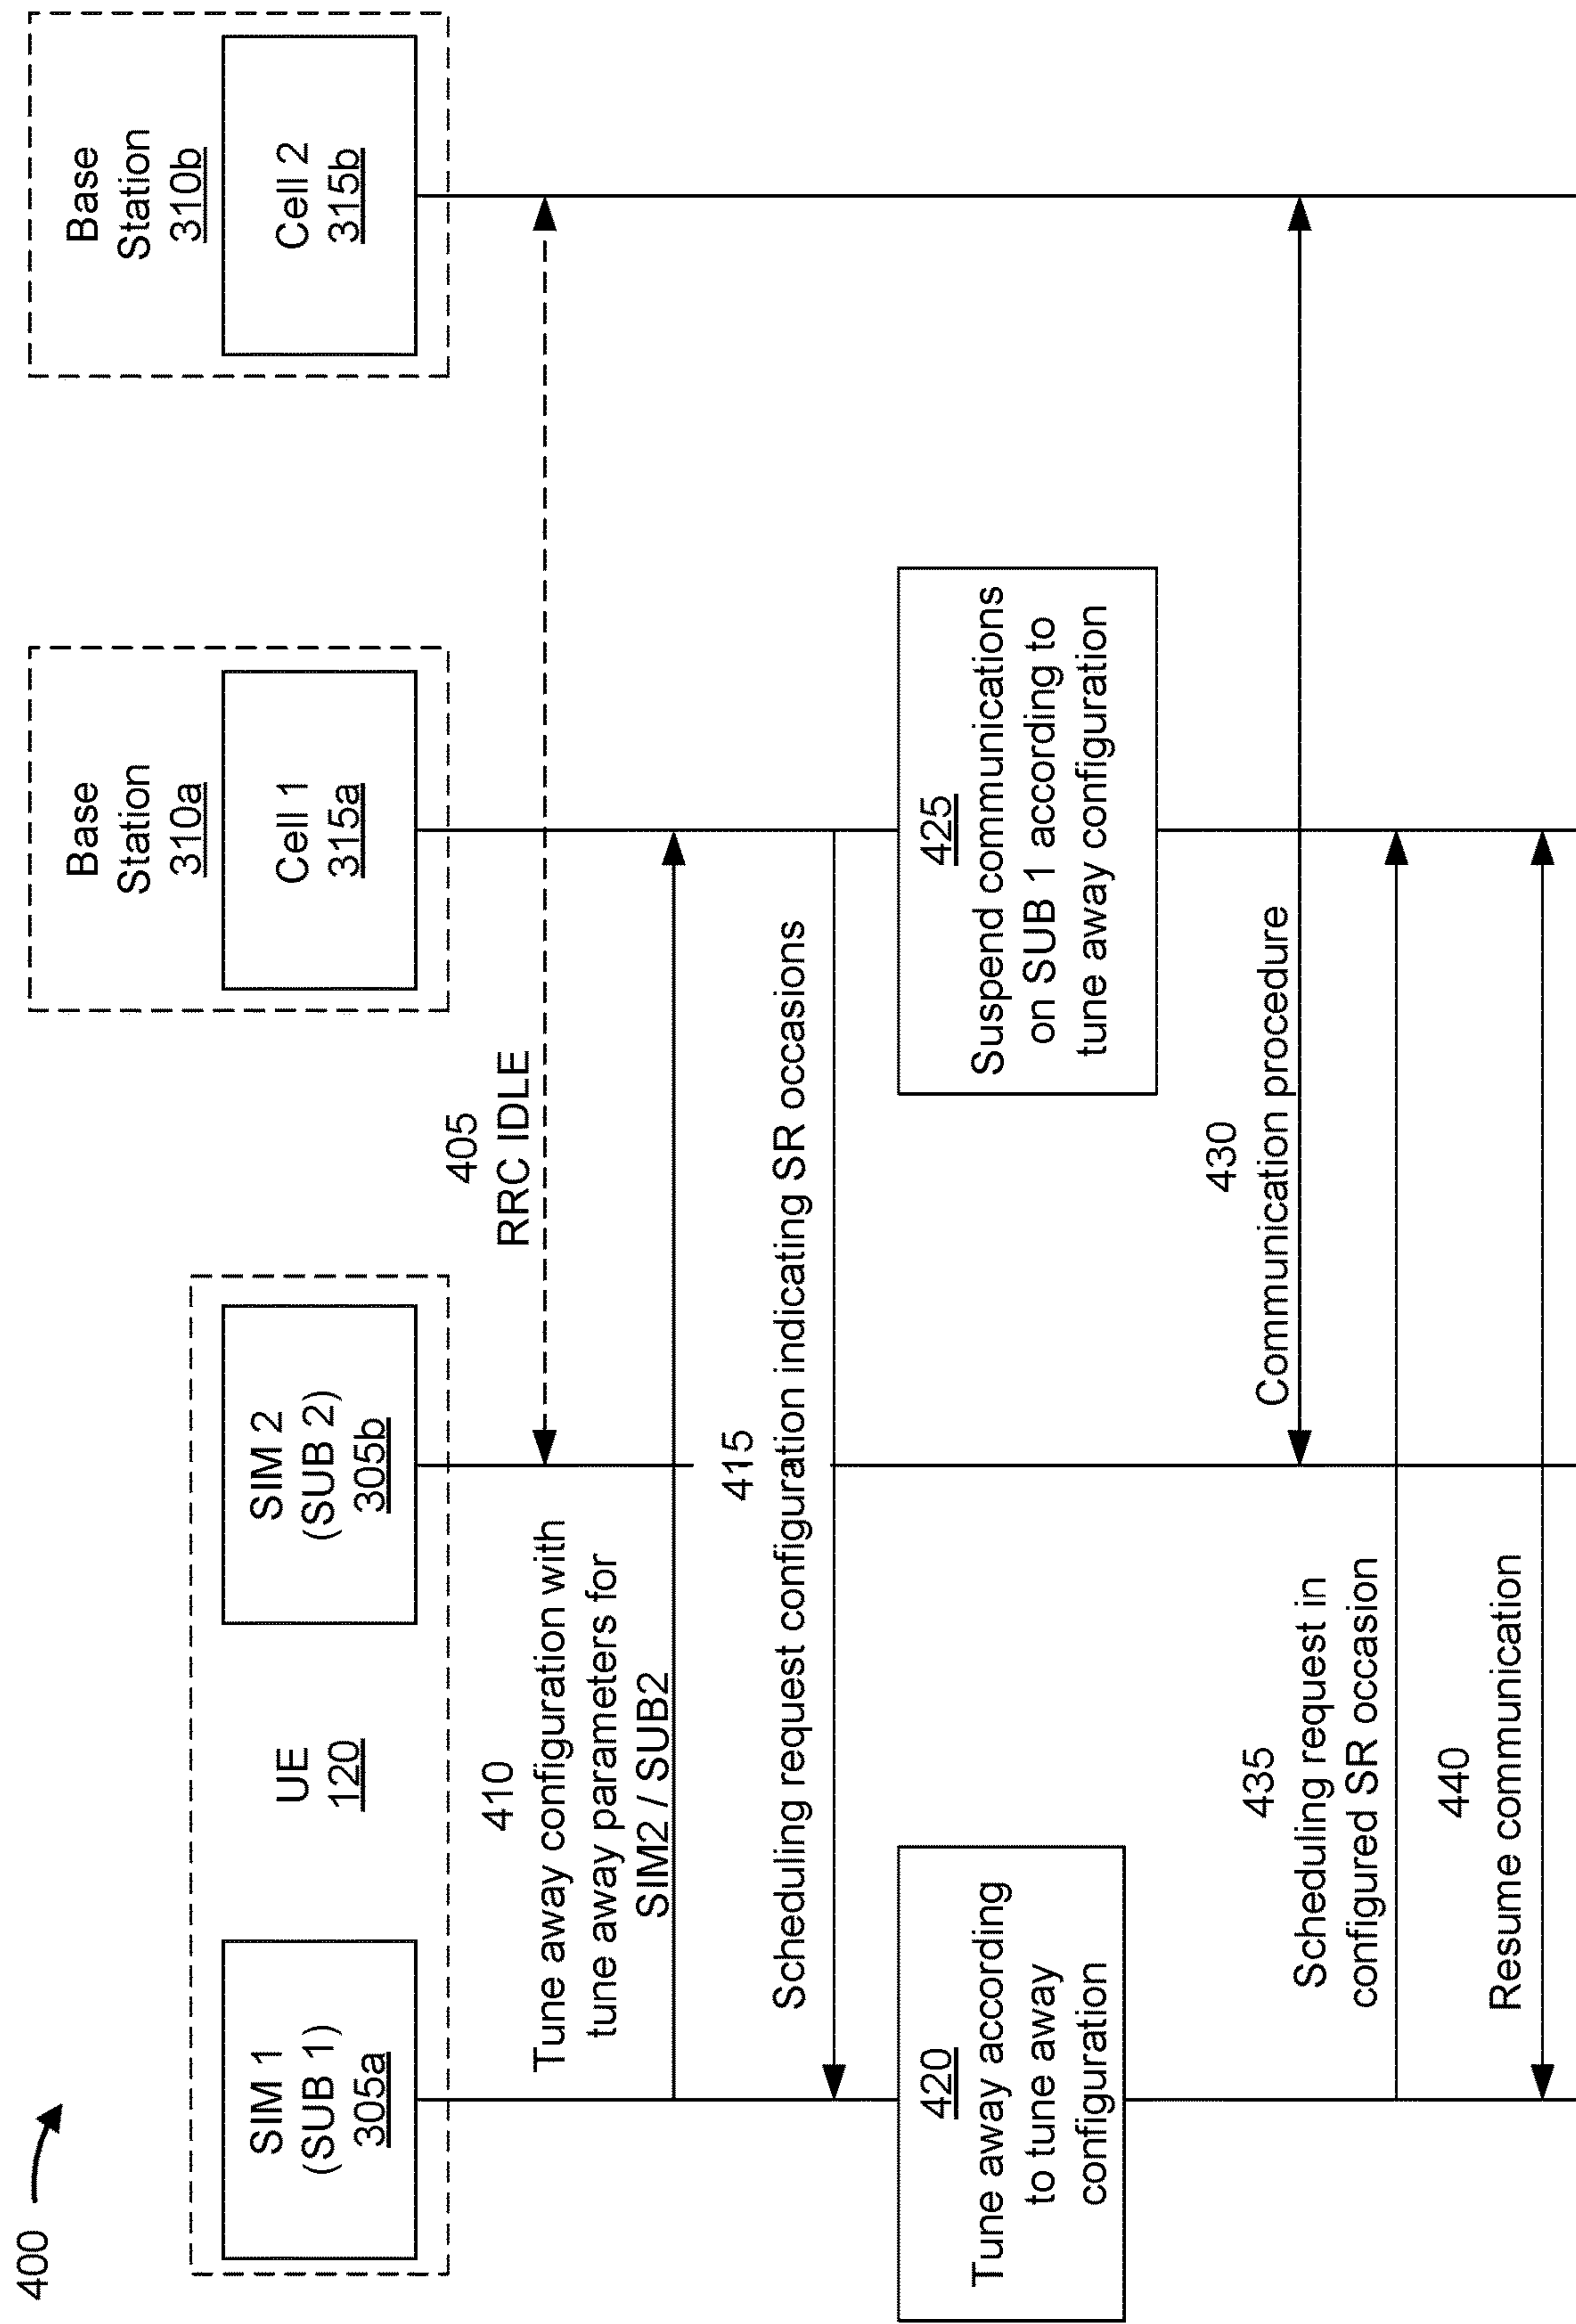 400
SIM 1
(SUB 1)
305a
UE
120
SIM 2
(SUB 2)
305b
Base
Station
310a
Cell 1
315a
Base
Station
310b
Cell 2
315b
405
RRC IDLE
410
Tune away configuration with
tune away parameters for
SIM2 / SUB2
415
Scheduling request configuration indicating SR occasions
420
Tune away according
to tune away
configuration
425
Suspend communications
on SUB 1 according to
tune away configuration
430
Communication procedure
435
Scheduling request in
configured SR occasion
440
Resume communication